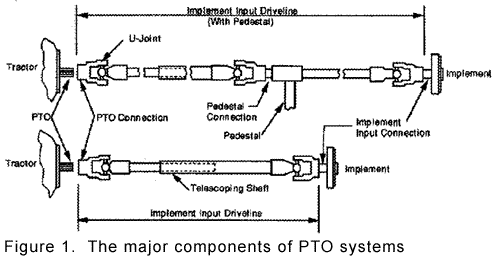 Implement Input Driveline
(With Pedestal)
U-Joint
Tractor
Implement
Pedestal
Connection
PTO
PTO Connection
Pedestal
Implement
Input Connection
Tractor
Implement
Telescoping Shaft
Implement Input Driveline
Figure 1. The major components of PTO systems